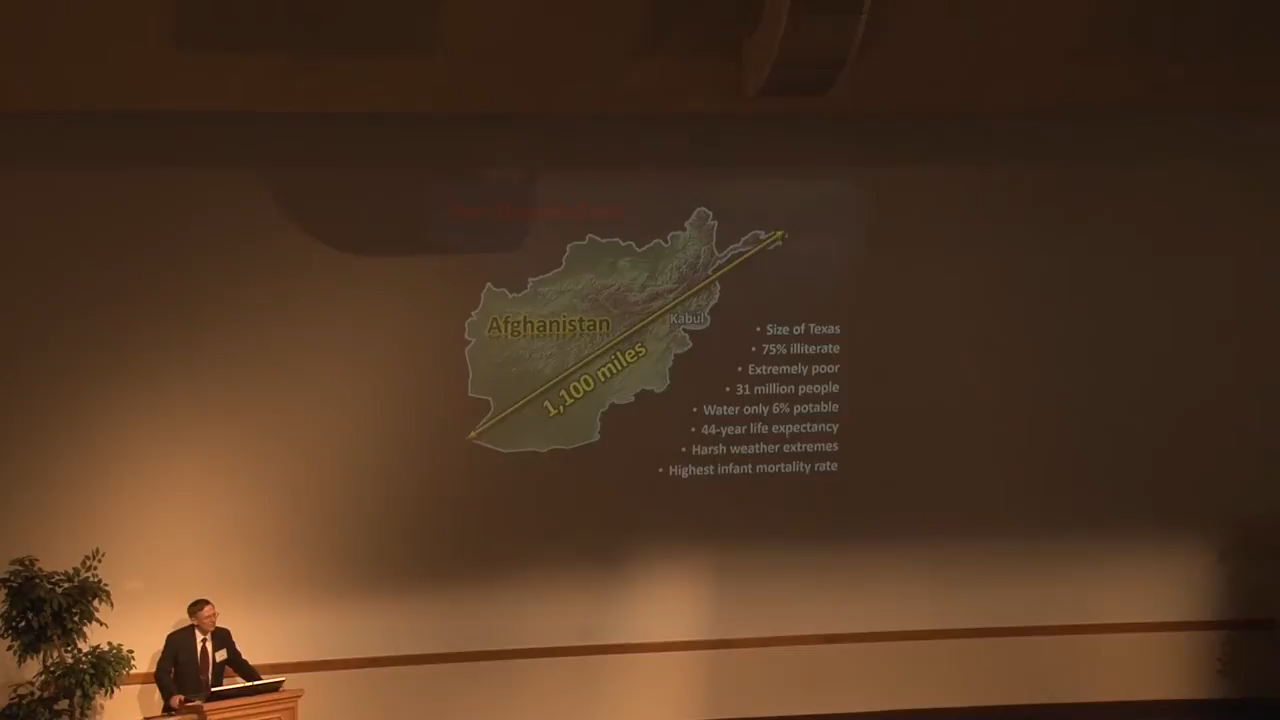 Afghanistan
Kabul
1,100 miles
• Size of Texas
• 75% illiterate
• Extremely poor
• 31 million people
• Water only 6% potable
• 44-year life expectancy
• Harsh weather extremes
• Highest infant mortality rate